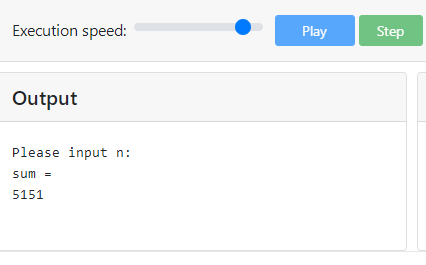 Execution speed:
Play
Step
Output
Please input n:
sum =
5151